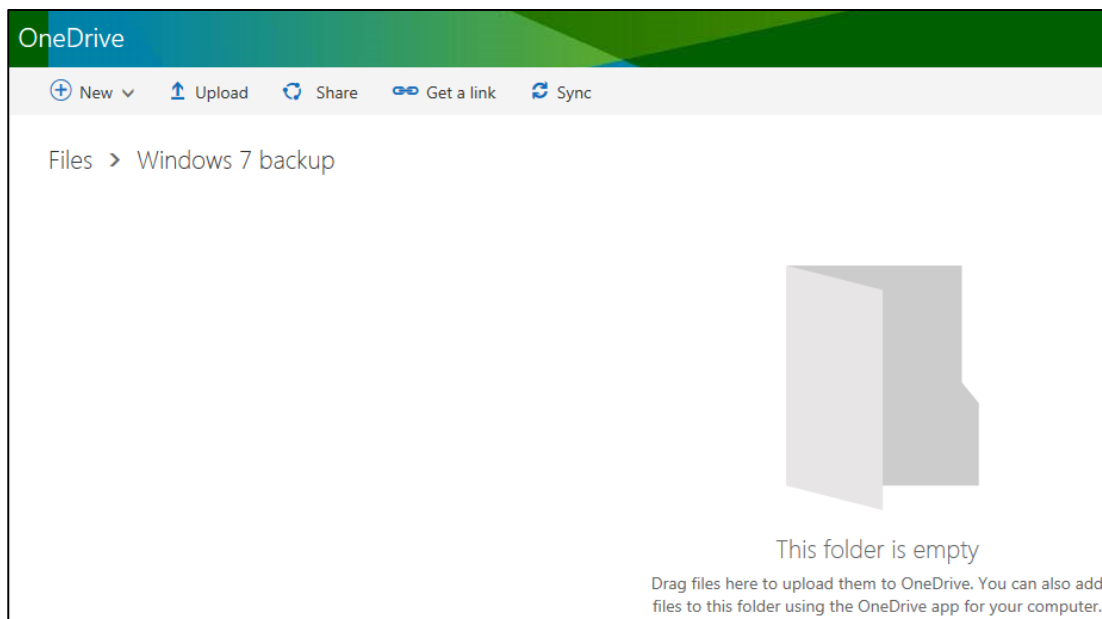 OneDrive
New Upload Share Get a link Sync
Files > Windows 7 backup
This folder is empty
Drag files here to upload them to OneDrive. You can also add
files to this folder using the OneDrive app for your computer.